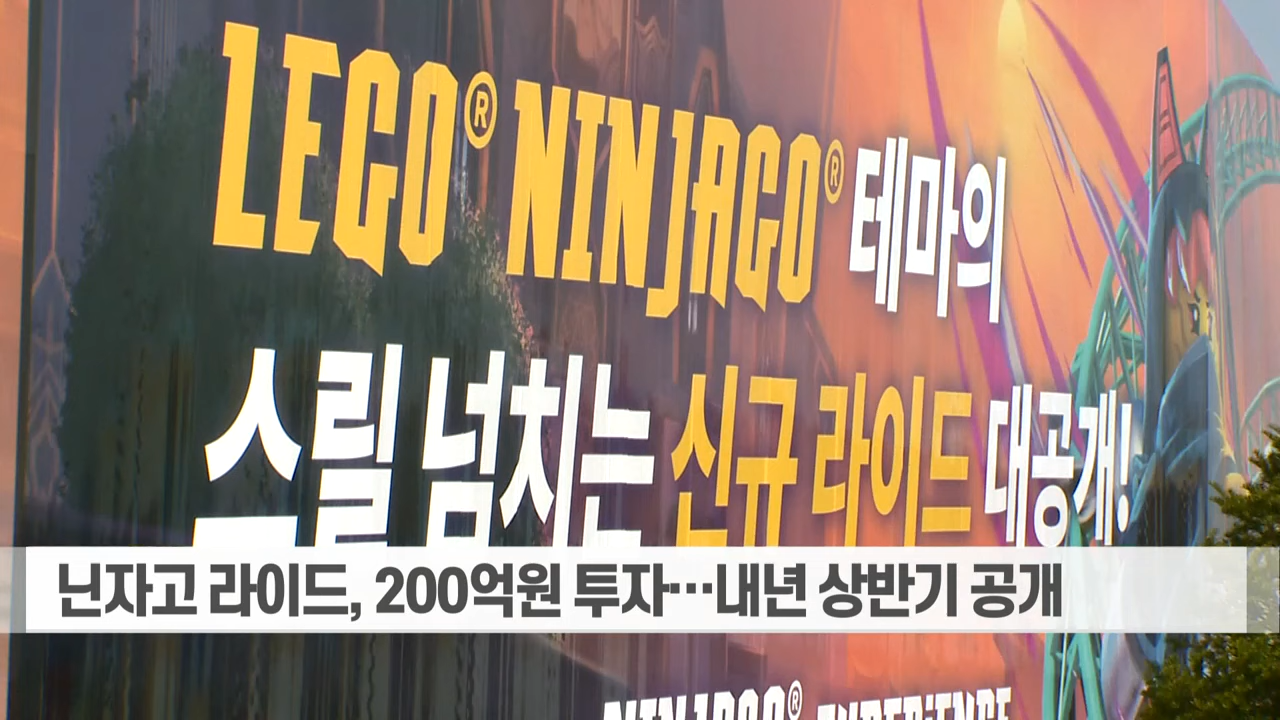 LEGO® NINJAGO® 테마의
스릴 넘치는 신규 라이드 대공개!
닌자고 라이드, 200억원 투자…내년 상반기 공개
NINJAGO® EXPERiENCE